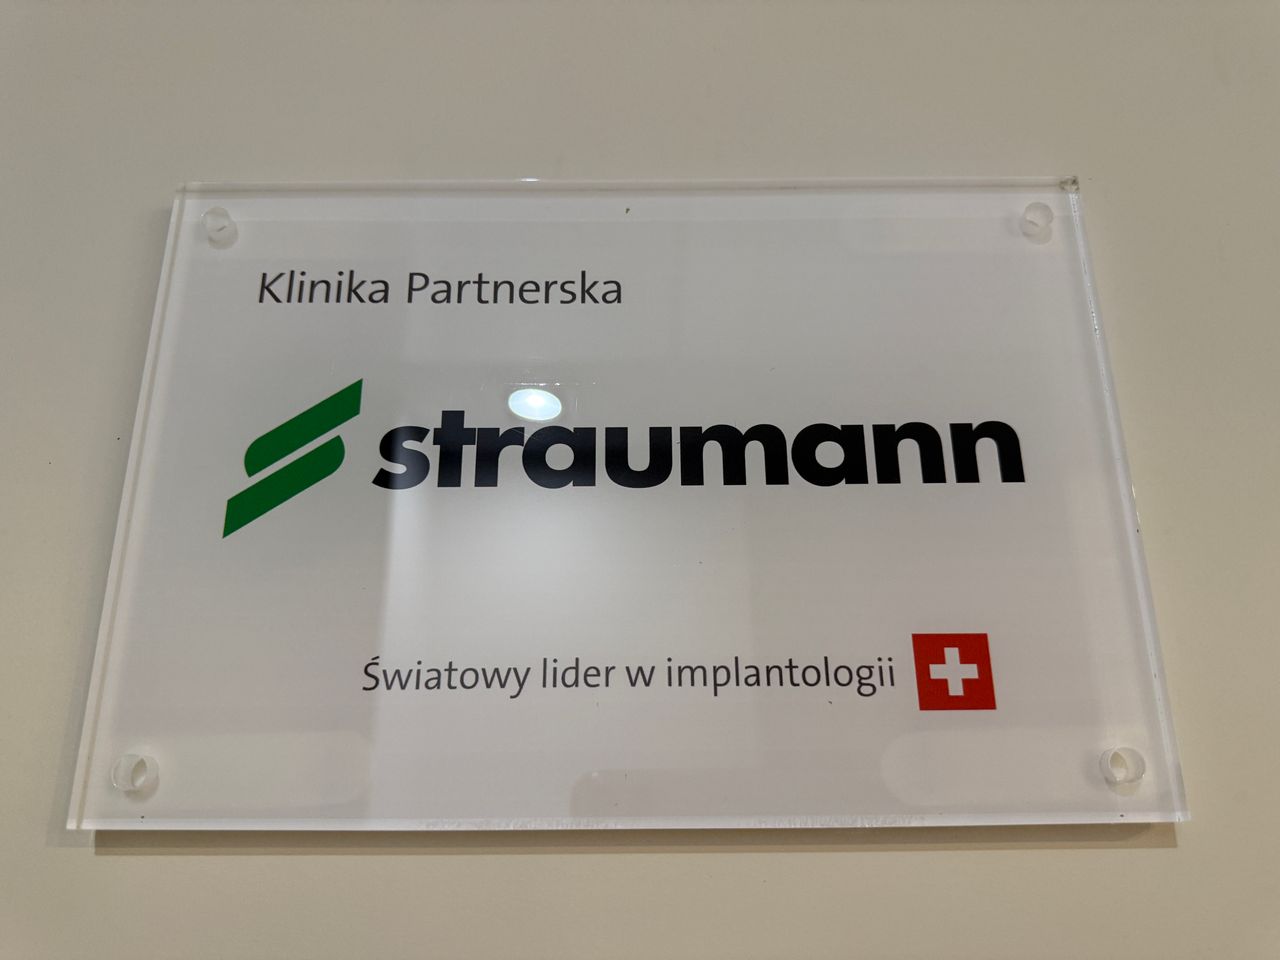 Klinika Partnerska
straumann
Światowy lider w implantologii